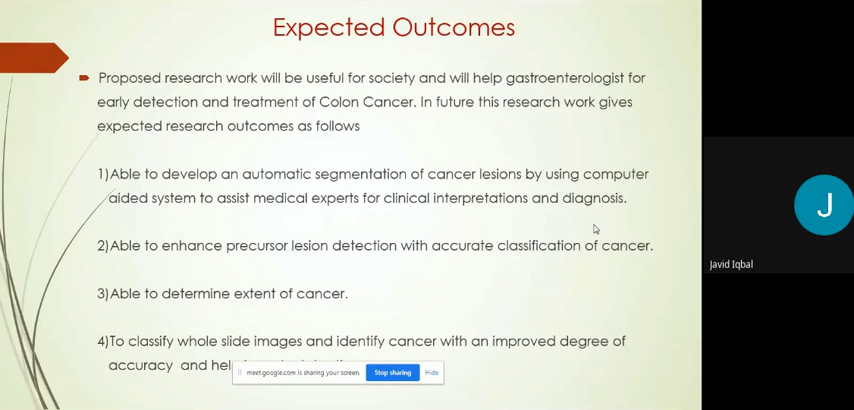 Expected Outcomes
Proposed research work will be useful for society and will help gastroenterologist for
early detection and treatment of Colon Cancer. In future this research work gives
expected research outcomes as follows
1)Able to develop an automatic segmentation of cancer lesions by using computer
aided system to assist medical experts for clinical interpretations and diagnosis.
2)Able to enhance precursor lesion detection with accurate classification of cancer.
3)Able to determine extent of cancer.
4)To classify whole slide images and identify cancer with an improved degree of
accuracy and hel
meet.google.com is sharing your screen.
Stop sharing
Hide
J
Javid Iqbal